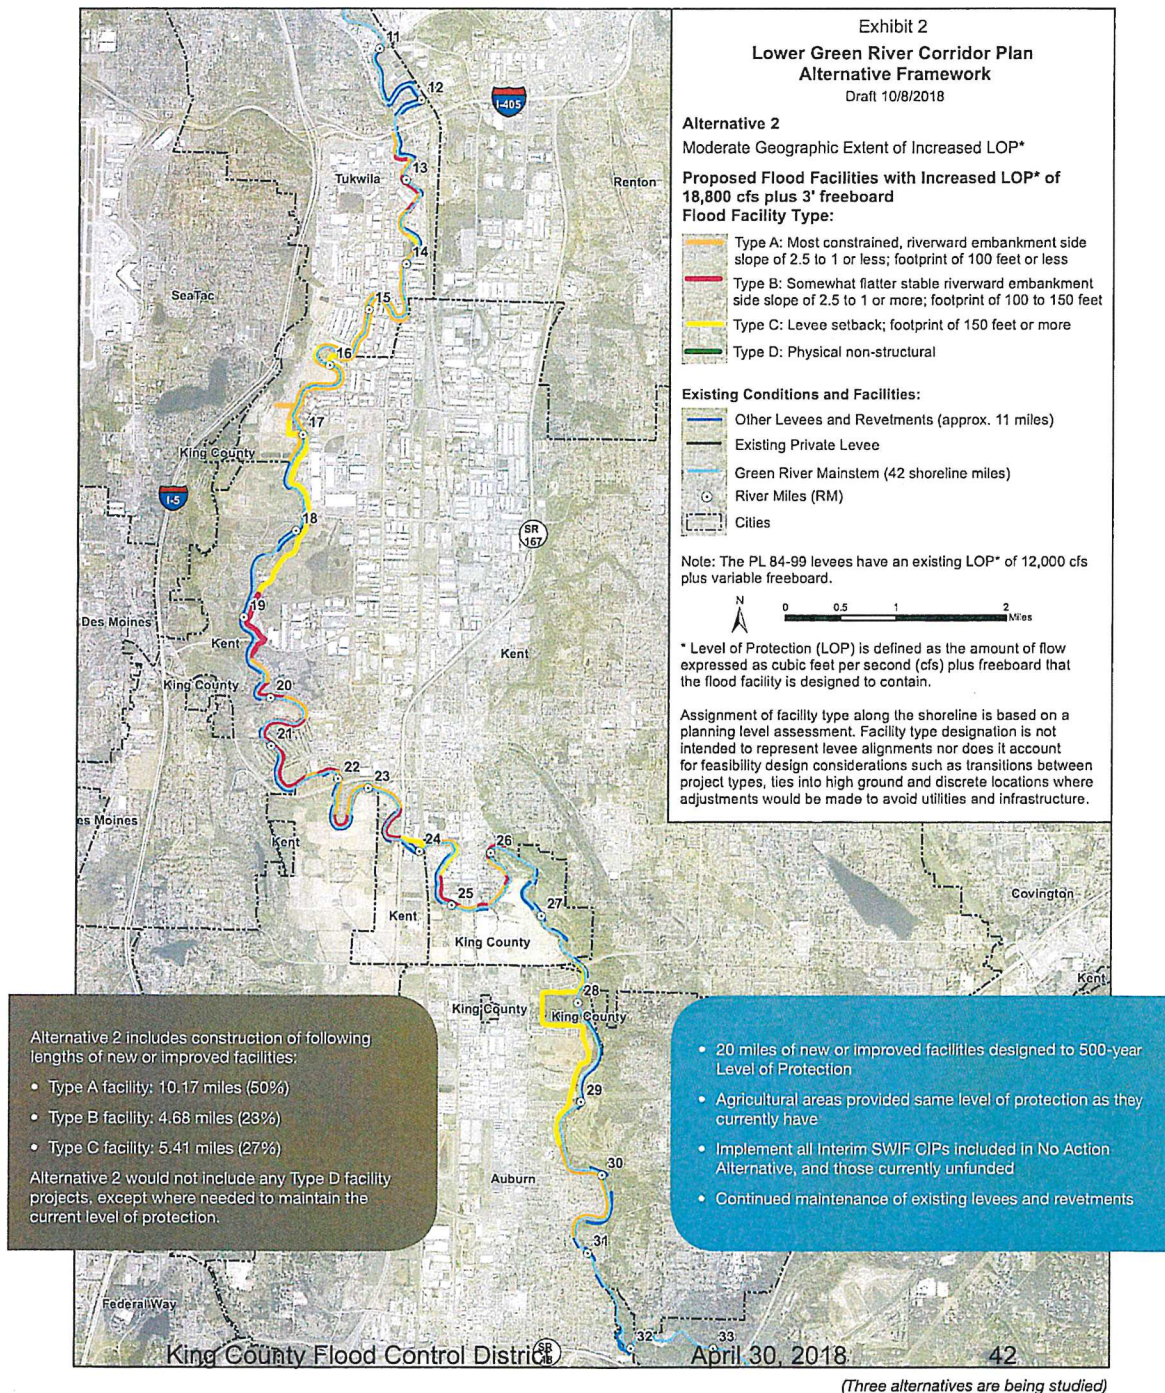 Exhibit 2
Lower Green River Corridor Plan
Alternative Framework
Draft 10/8/2018
Alternative 2
Moderate Geographic Extent of Increased LOP*
Proposed Flood Facilities with Increased LOP* of
18,800 cfs plus 3' freeboard
Flood Facility Type:
Type A: Most constrained, riverward embankment side
slope of 2.5 to 1 or less; footprint of 100 feet or less
Type B: Somewhat flatter stable riverward embankment
side slope of 2.5 to 1 or more; footprint of 100 to 150 feet
Type C: Levee setback; footprint of 150 feet or more
Type D: Physical non-structural
Existing Conditions and Facilities:
Other Levees and Revetments (approx. 11 miles)
Existing Private Levee
Green River Mainstem (42 shoreline miles)
River Miles (RM)
Cities
Note: The PL 84-99 levees have an existing LOP* of 12,000 cfs
plus variable freeboard.
N
0 0.5 1 2
Miles
* Level of Protection (LOP) is defined as the amount of flow
expressed as cubic feet per second (cfs) plus freeboard that
the flood facility is designed to contain.
Assignment of facility type along the shoreline is based on a
planning level assessment. Facility type designation is not
intended to represent levee alignments nor does it account
for feasibility design considerations such as transitions between
project types, ties into high ground and discrete locations where
adjustments would be made to avoid utilities and infrastructure.
11
12
I-405
13
Tukwila
Renton
14
SeaTac
15
16
17
King County
I-5
18
SR
167
19
Des Moines
Kent
Kent
King County
20
21
22
23
es Moines
Kent
24
26
25
27
Covington
Kent
King County
Kent
28
King County
King County
29
30
Auburn
31
Federal Way
32
33
SR
18
Alternative 2 includes construction of following
lengths of new or improved facilities:
• Type A facility: 10.17 miles (50%)
• Type B facility: 4.68 miles (23%)
• Type C facility: 5.41 miles (27%)
Alternative 2 would not include any Type D facility
projects, except where needed to maintain the
current level of protection.
• 20 miles of new or improved facilities designed to 500-year
Level of Protection
• Agricultural areas provided same level of protection as they
currently have
• Implement all Interim SWIF CIPs included in No Action
Alternative, and those currently unfunded
• Continued maintenance of existing levees and revetments
King County Flood Control District
April 30, 2018
42
(Three alternatives are being studied)